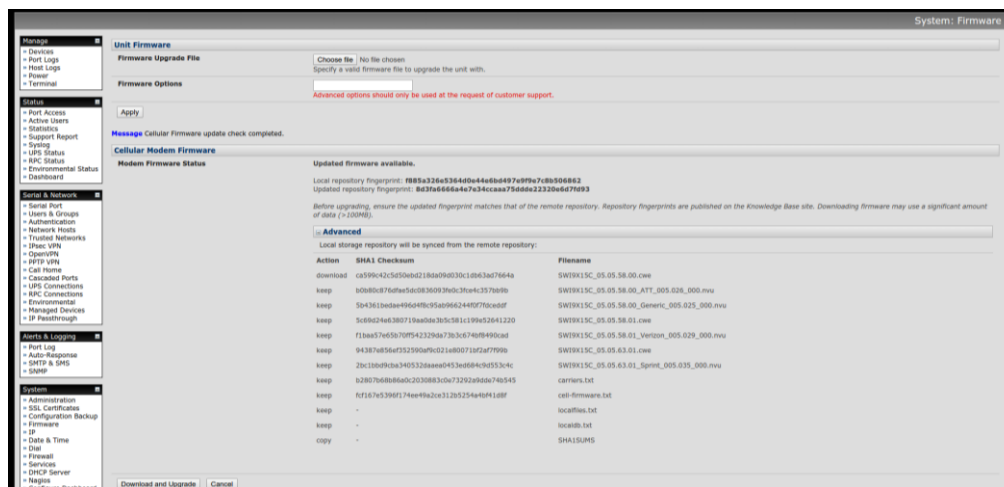 System: Firmware
Manage
» Devices
» Port Logs
» Host Logs
» Power
» Terminal
Status
» Port Access
» Active Users
» Statistics
» Support Report
» Syslog
» UPS Status
» RPC Status
» Environmental Status
» Dashboard
Serial & Network
» Serial Port
» Users & Groups
» Authentication
» Network Hosts
» Trusted Networks
» IPsec VPN
» OpenVPN
» PPTP VPN
» Call Home
» Cascaded Ports
» UPS Connections
» RPC Connections
» Environmental
» Managed Devices
» IP Passthrough
Alerts & Logging
» Port Log
» Auto-Response
» SMTP & SMS
» SNMP
System
» Administration
» SSL Certificates
» Configuration Backup
» Firmware
» IP
» Date & Time
» Dial
» Firewall
» Services
» DHCP Server
» Nagios
Unit Firmware
Firmware Upgrade File
Choose file No file chosen
Specify a valid firmware file to upgrade the unit with.
Firmware Options
Advanced options should only be used at the request of customer support.
Apply
Message Cellular Firmware update check completed.
Cellular Modem Firmware
Modem Firmware Status
Updated firmware available.
Local repository fingerprint: f885a326e5364d0e44e6bd497e9f9e7c8b506862
Updated repository fingerprint: 8d3fa6666a4e7e34ccaaa75ddde22320e6d7fd93
Before upgrading, ensure the updated fingerprint matches that of the remote repository. Repository fingerprints are published on the Knowledge Base site. Downloading firmware may use a significant amount
of data (>100MB).
Advanced
Local storage repository will be synced from the remote repository:
Action SHA1 Checksum Filename
download ca599c42c5d50ebd218da09d030c1db63ad7664a SWI9X15C_05.05.58.00.cwe
keep b0b80c876dfae5dc0836093fe0c3fce4c357bb9b SWI9X15C_05.05.58.00_ATT_005.026_000.nvu
keep 5b4361bedae496d4f8c95ab966244f0f7fdceddf SWI9X15C_05.05.58.00_Generic_005.025_000.nvu
keep 5c69d24e6380719aa0de3b5c581c199e52641220 SWI9X15C_05.05.58.01.cwe
keep f1baa57e65b70ff542329da73b3c674bf8490cad SWI9X15C_05.05.58.01_Verizon_005.029_000.nvu
keep 94387e856ef352590af9c021e80071bf2af7f99b SWI9X15C_05.05.63.01.cwe
keep 2bc1bbd9cba340532daaea0453ed684c9d553c4c SWI9X15C_05.05.63.01_Sprint_005.035_000.nvu
keep b2807b68b86a0c2030883c0e73292a9dde74b545 carriers.txt
keep fcf167e5396f174ee49e2ce312b5254e4bf41d8f cell-firmware.txt
keep - localfiles.txt
keep - localdb.txt
copy - SHA1SUMS
Download and Upgrade Cancel